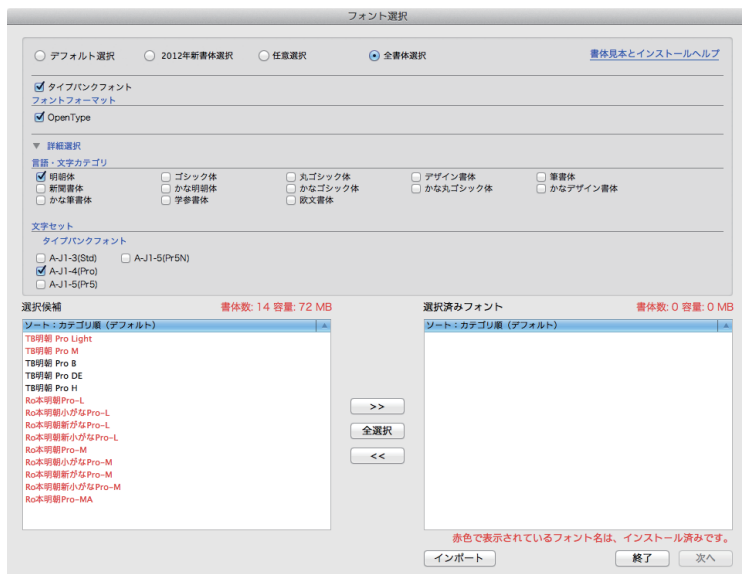 フォント選択
デフォルト選択 2012年新書体選択 任意選択 全書体選択 書体見本とインストールヘルプ
タイプバンクフォント
フォントフォーマット
OpenType
▼ 詳細選択
言語・文字カテゴリ
明朝体 ゴシック体 丸ゴシック体 デザイン書体 筆書体
新聞書体 かな明朝体 かなゴシック体 かな丸ゴシック体 かなデザイン書体
かな筆書体 学参書体 欧文書体
文字セット
タイプバンクフォント
A-J1-3(Std) A-J1-5(Pr5N)
A-J1-4(Pro)
A-J1-5(Pr5)
選択候補 書体数: 14 容量: 72 MB 選択済みフォント 書体数: 0 容量: 0 MB
ソート：カテゴリ順（デフォルト） ▲ ソート：カテゴリ順（デフォルト） ▲
TB明朝 Pro Light
TB明朝 Pro M
TB明朝 Pro B
TB明朝 Pro DE
TB明朝 Pro H
Ro本明朝Pro-L
Ro本明朝小がなPro-L
Ro本明朝新がなPro-L
Ro本明朝新小がなPro-L
Ro本明朝Pro-M
Ro本明朝小がなPro-M
Ro本明朝新がなPro-M
Ro本明朝新小がなPro-M
Ro本明朝Pro-MA
>>
全選択
<<
赤色で表示されているフォント名は、インストール済みです。
インポート 終了 次へ